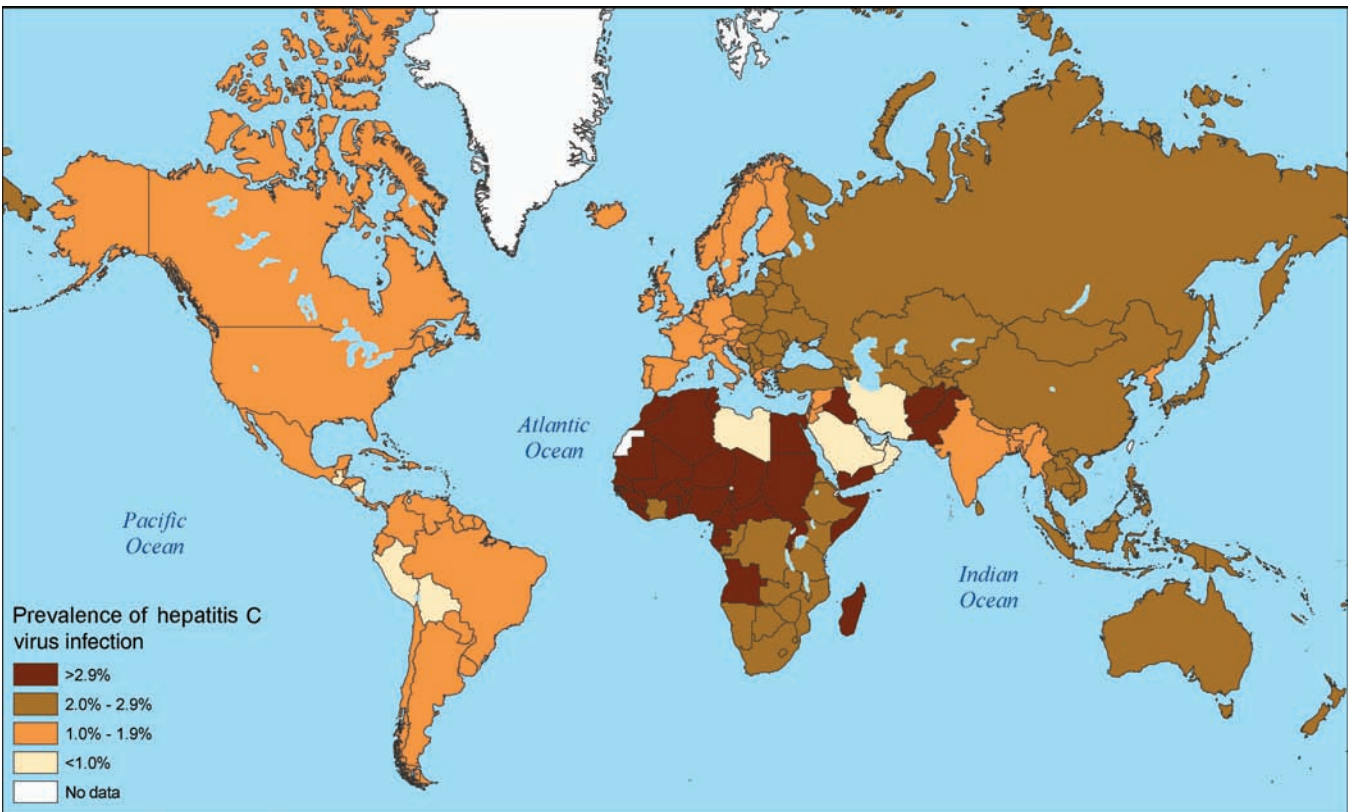 Atlantic
Ocean
Pacific
Ocean
Indian
Ocean
Prevalence of hepatitis C
virus infection
>2.9%
2.0% - 2.9%
1.0% - 1.9%
<1.0%
No data